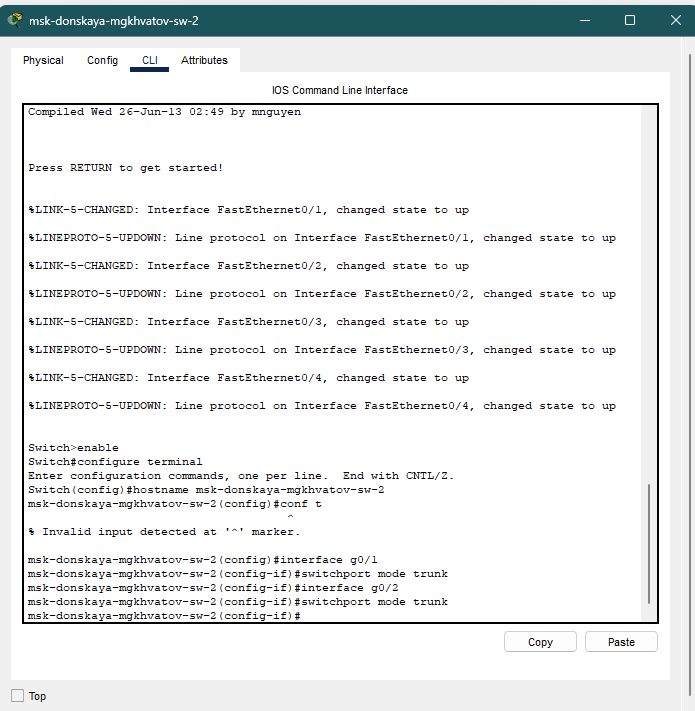 msk-donskaya-mgkhvatov-sw-2
Physical Config CLI Attributes
IOS Command Line Interface
Compiled Wed 26-Jun-13 02:49 by mnguyen
Press RETURN to get started!
%LINK-5-CHANGED: Interface FastEthernet0/1, changed state to up
%LINEPROTO-5-UPDOWN: Line protocol on Interface FastEthernet0/1, changed state to up
%LINK-5-CHANGED: Interface FastEthernet0/2, changed state to up
%LINEPROTO-5-UPDOWN: Line protocol on Interface FastEthernet0/2, changed state to up
%LINK-5-CHANGED: Interface FastEthernet0/3, changed state to up
%LINEPROTO-5-UPDOWN: Line protocol on Interface FastEthernet0/3, changed state to up
%LINK-5-CHANGED: Interface FastEthernet0/4, changed state to up
%LINEPROTO-5-UPDOWN: Line protocol on Interface FastEthernet0/4, changed state to up
Switch>enable
Switch#configure terminal
Enter configuration commands, one per line.  End with CNTL/Z.
Switch(config)#hostname msk-donskaya-mgkhvatov-sw-2
msk-donskaya-mgkhvatov-sw-2(config)#conf t
^
% Invalid input detected at '^' marker.
msk-donskaya-mgkhvatov-sw-2(config)#interface g0/1
msk-donskaya-mgkhvatov-sw-2(config-if)#switchport mode trunk
msk-donskaya-mgkhvatov-sw-2(config-if)#interface g0/2
msk-donskaya-mgkhvatov-sw-2(config-if)#switchport mode trunk
msk-donskaya-mgkhvatov-sw-2(config-if)#
Copy Paste
Top